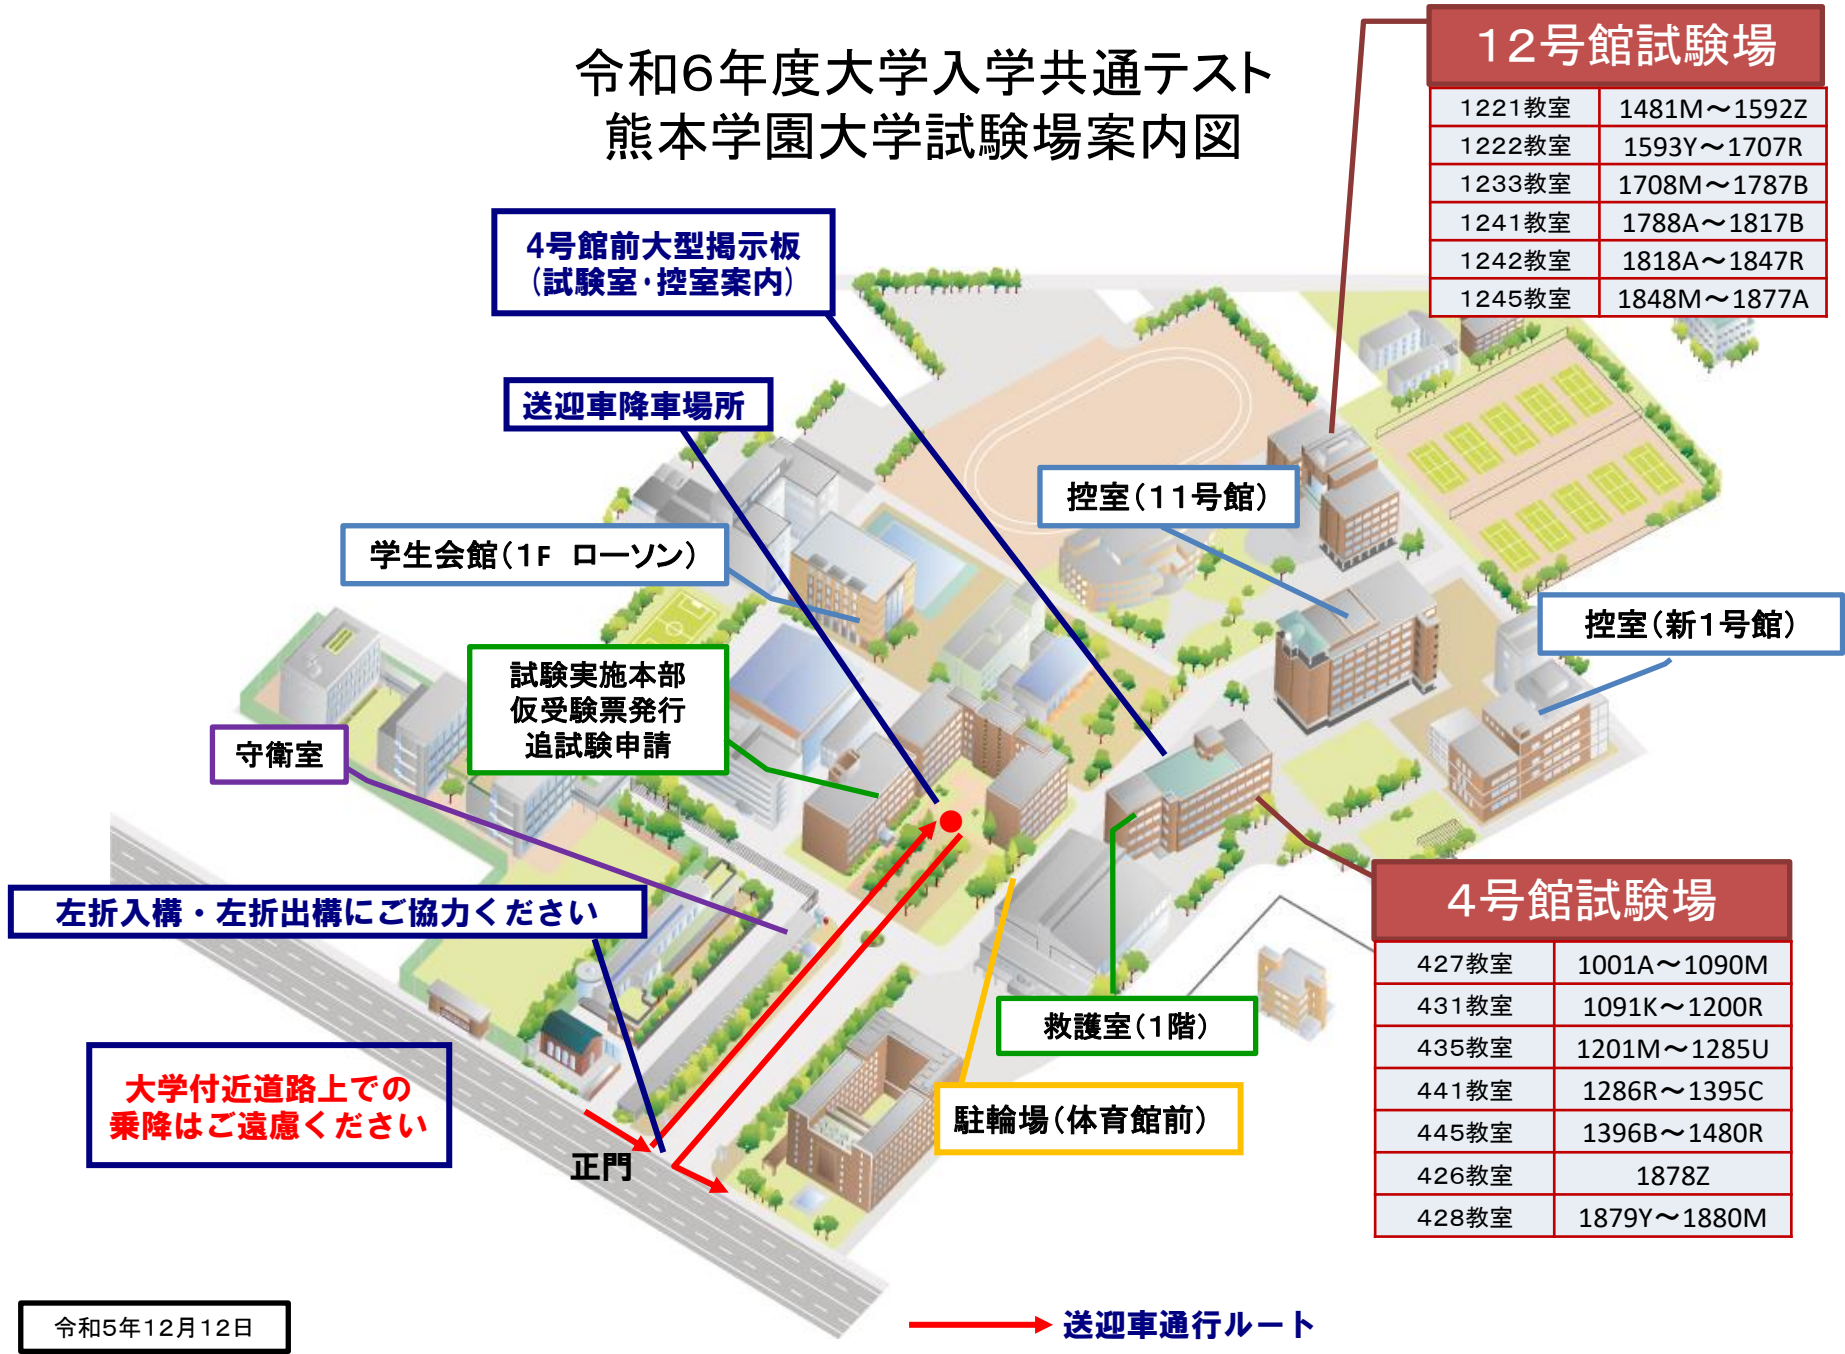 令和６年度大学入学共通テスト
熊本学園大学試験場案内図
１２号館試験場
1221教室 1481M～1592Z
1222教室 1593Y～1707R
1233教室 1708M～1787B
1241教室 1788A～1817B
1242教室 1818A～1847R
1245教室 1848M～1877A
4号館前大型掲示板
（試験室・控室案内）
送迎車降車場所
控室（１１号館）
学生会館（１F　ローソン）
控室（新１号館）
試験実施本部
仮受験票発行
追試験申請
守衛室
左折入構・左折出構にご協力ください
４号館試験場
427教室 1001A～1090M
431教室 1091K～1200R
435教室 1201M～1285U
441教室 1286R～1395C
445教室 1396B～1480R
426教室 1878Z
428教室 1879Y～1880M
救護室（１階）
大学付近道路上での
乗降はご遠慮ください
駐輪場（体育館前）
正門
令和５年１２月１２日
送迎車通行ルート